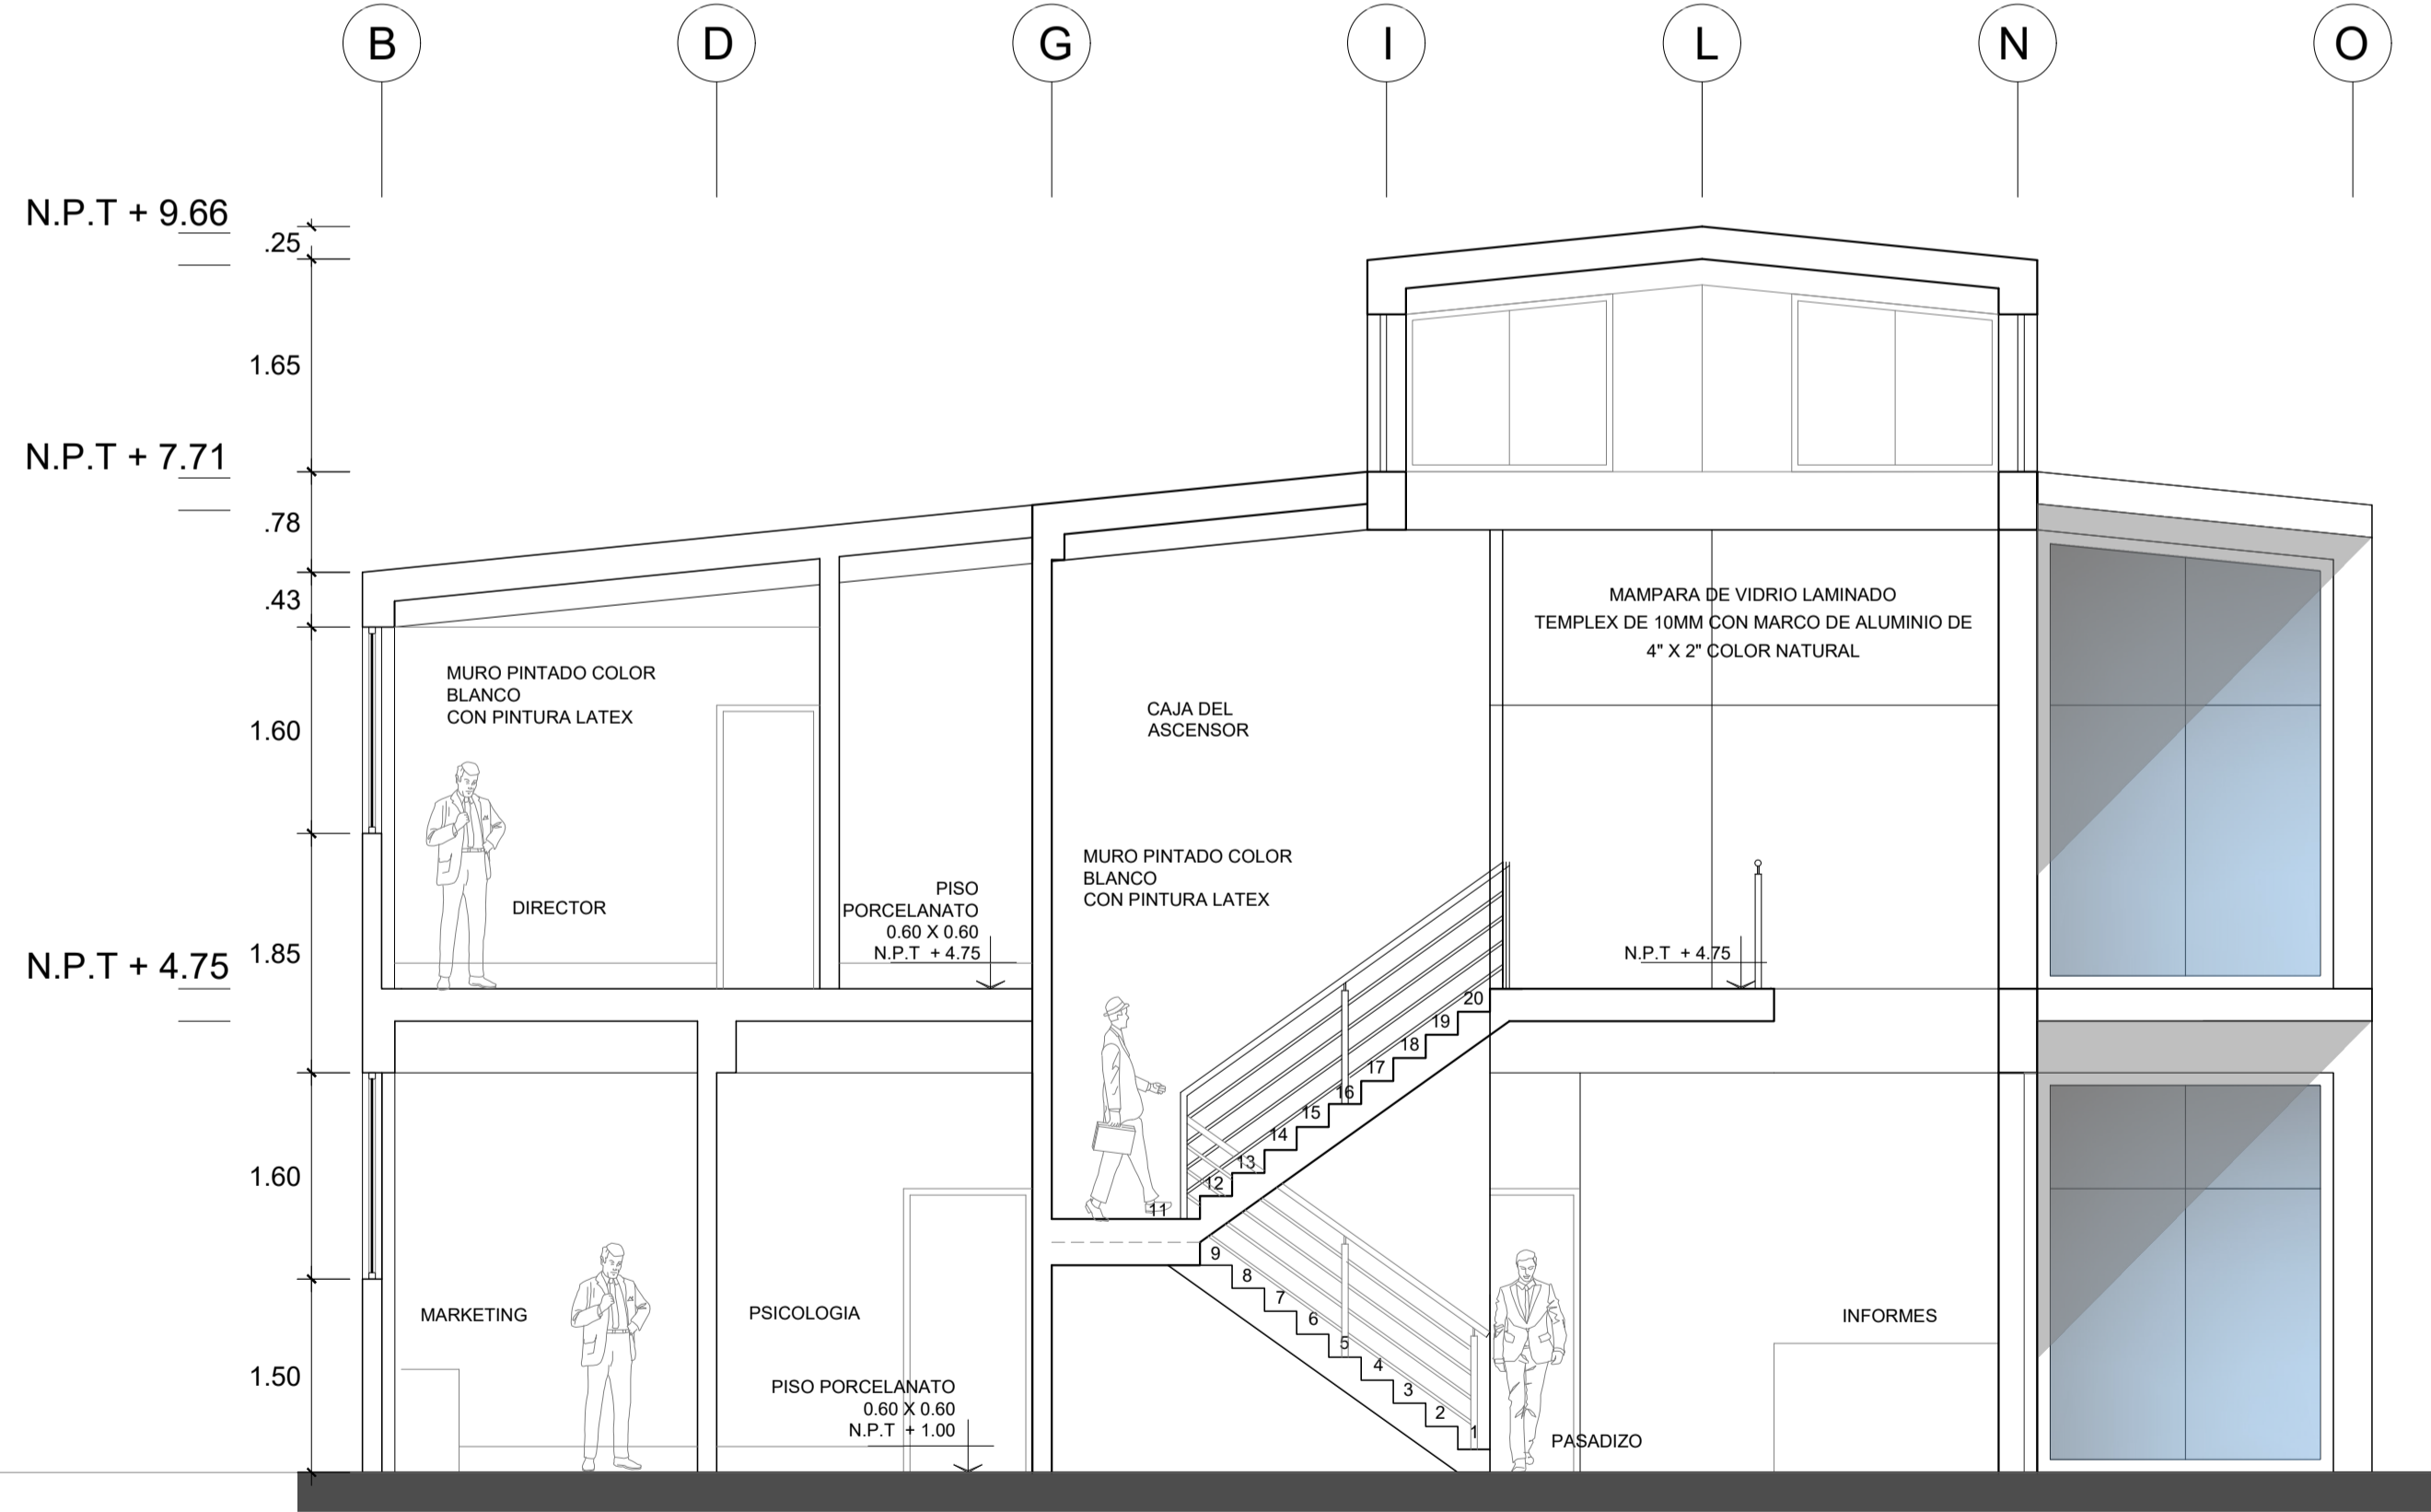 B D G I L N O
N.P.T + 9.66
.25
1.65
N.P.T + 7.71
.78
.43
1.60
1.85
N.P.T + 4.75
1.60
1.50
MAMPARA DE VIDRIO LAMINADO
TEMPLEX DE 10MM CON MARCO DE ALUMINIO DE
4" X 2" COLOR NATURAL
MURO PINTADO COLOR
BLANCO
CON PINTURA LATEX
CAJA DEL
ASCENSOR
MURO PINTADO COLOR
BLANCO
CON PINTURA LATEX
DIRECTOR
PISO
PORCELANATO
0.60 X 0.60
N.P.T + 4.75
N.P.T + 4.75
20
19
18
17
16
15
14
13
12
11
9
8
7
6
5
4
3
2
1
MARKETING
PSICOLOGIA
INFORMES
PISO PORCELANATO
0.60 X 0.60
N.P.T + 1.00
PASADIZO